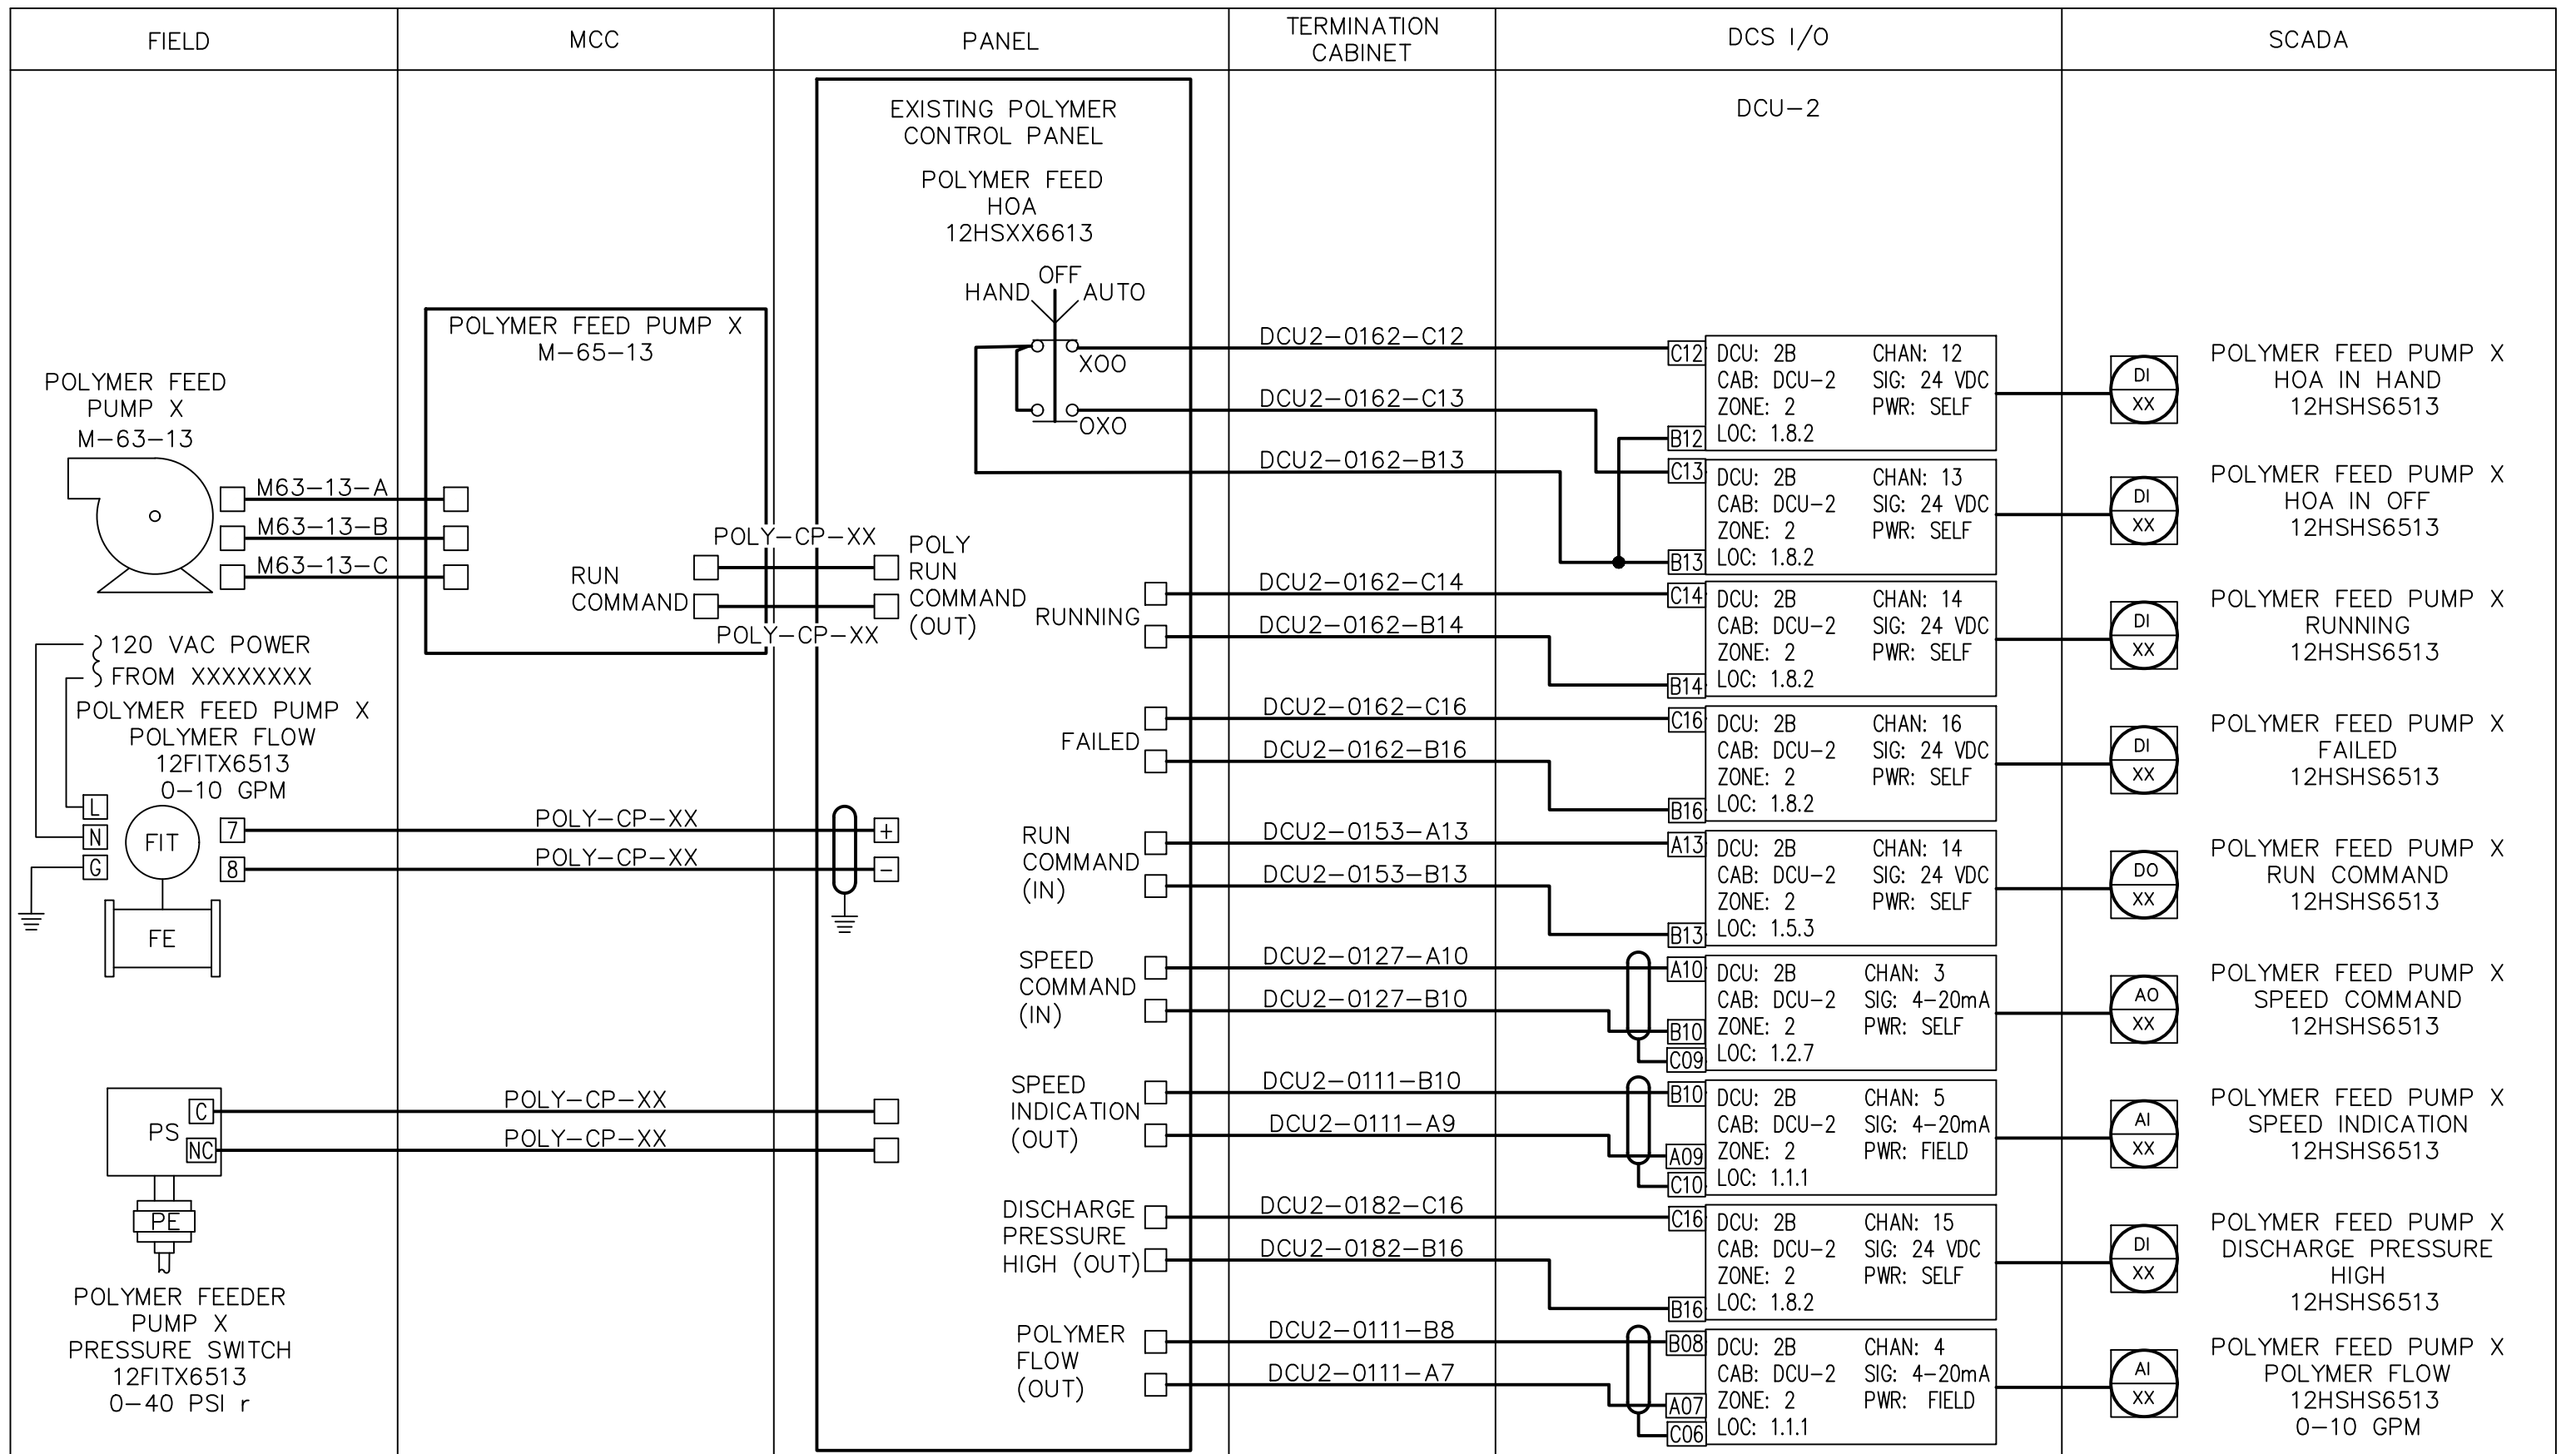 FIELD
MCC
PANEL
TERMINATION
CABINET
DCS I/O
SCADA
POLYMER FEED
PUMP X
M-63-13
M63-13-A
M63-13-B
M63-13-C
120 VAC POWER
FROM XXXXXXXX
POLYMER FEED PUMP X
POLYMER FLOW
12FITX6513
0-10 GPM
L
N
G
FIT
7
8
FE
C
PS
NC
PE
POLYMER FEEDER
PUMP X
PRESSURE SWITCH
12FITX6513
0-40 PSI r
POLYMER FEED PUMP X
M-65-13
RUN
COMMAND
POLY-CP-XX
POLY-CP-XX
POLY-CP-XX
POLY-CP-XX
POLY-CP-XX
POLY-CP-XX
EXISTING POLYMER
CONTROL PANEL
POLYMER FEED
HOA
12HSXX6613
OFF
HAND
AUTO
XOO
OXO
POLY
RUN
COMMAND
(OUT)
+
-
RUNNING
FAILED
RUN
COMMAND
(IN)
SPEED
COMMAND
(IN)
SPEED
INDICATION
(OUT)
DISCHARGE
PRESSURE
HIGH (OUT)
POLYMER
FLOW
(OUT)
DCU2-0162-C12
DCU2-0162-C13
DCU2-0162-B13
DCU2-0162-C14
DCU2-0162-B14
DCU2-0162-C16
DCU2-0162-B16
DCU2-0153-A13
DCU2-0153-B13
DCU2-0127-A10
DCU2-0127-B10
DCU2-0111-B10
DCU2-0111-A9
DCU2-0182-C16
DCU2-0182-B16
DCU2-0111-B8
DCU2-0111-A7
DCU-2
C12
B12
DCU: 2B CHAN: 12
CAB: DCU-2 SIG: 24 VDC
ZONE: 2 PWR: SELF
LOC: 1.8.2
C13
B13
DCU: 2B CHAN: 13
CAB: DCU-2 SIG: 24 VDC
ZONE: 2 PWR: SELF
LOC: 1.8.2
C14
B14
DCU: 2B CHAN: 14
CAB: DCU-2 SIG: 24 VDC
ZONE: 2 PWR: SELF
LOC: 1.8.2
C16
B16
DCU: 2B CHAN: 16
CAB: DCU-2 SIG: 24 VDC
ZONE: 2 PWR: SELF
LOC: 1.8.2
A13
B13
DCU: 2B CHAN: 14
CAB: DCU-2 SIG: 24 VDC
ZONE: 2 PWR: SELF
LOC: 1.5.3
A10
B10
C09
DCU: 2B CHAN: 3
CAB: DCU-2 SIG: 4-20mA
ZONE: 2 PWR: SELF
LOC: 1.2.7
B10
A09
C10
DCU: 2B CHAN: 5
CAB: DCU-2 SIG: 4-20mA
ZONE: 2 PWR: FIELD
LOC: 1.1.1
C16
B16
DCU: 2B CHAN: 15
CAB: DCU-2 SIG: 24 VDC
ZONE: 2 PWR: SELF
LOC: 1.8.2
B08
A07
C06
DCU: 2B CHAN: 4
CAB: DCU-2 SIG: 4-20mA
ZONE: 2 PWR: FIELD
LOC: 1.1.1
DI
XX
POLYMER FEED PUMP X
HOA IN HAND
12HSHS6513
DI
XX
POLYMER FEED PUMP X
HOA IN OFF
12HSHS6513
DI
XX
POLYMER FEED PUMP X
RUNNING
12HSHS6513
DI
XX
POLYMER FEED PUMP X
FAILED
12HSHS6513
DO
XX
POLYMER FEED PUMP X
RUN COMMAND
12HSHS6513
AO
XX
POLYMER FEED PUMP X
SPEED COMMAND
12HSHS6513
AI
XX
POLYMER FEED PUMP X
SPEED INDICATION
12HSHS6513
DI
XX
POLYMER FEED PUMP X
DISCHARGE PRESSURE
HIGH
12HSHS6513
AI
XX
POLYMER FEED PUMP X
POLYMER FLOW
12HSHS6513
0-10 GPM